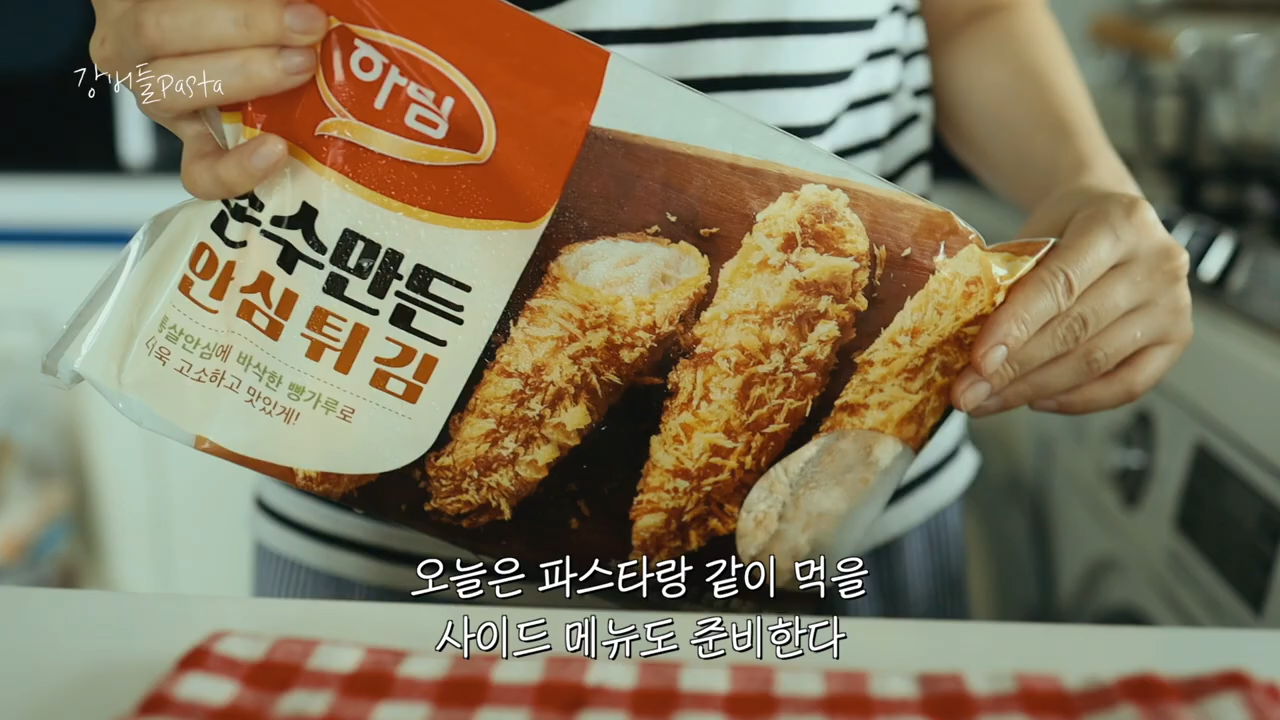 강버들pasta
하림
손수만든
안심튀김
통살안심에 바삭한 빵가루로
더욱 고소하고 맛있게!
오늘은 파스타랑 같이 먹을
사이드 메뉴도 준비한다